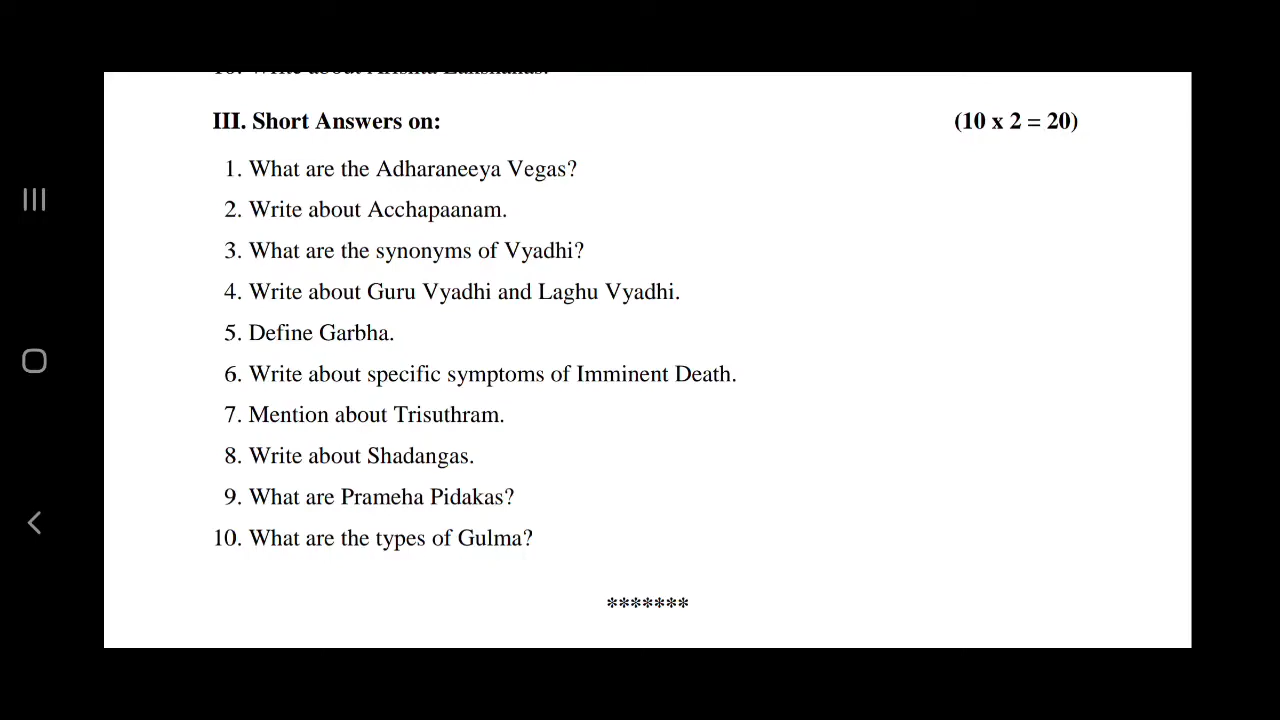 III. Short Answers on: (10 x 2 = 20)
1. What are the Adharaneeya Vegas?
2. Write about Acchapaanam.
3. What are the synonyms of Vyadhi?
4. Write about Guru Vyadhi and Laghu Vyadhi.
5. Define Garbha.
6. Write about specific symptoms of Imminent Death.
7. Mention about Trisuthram.
8. Write about Shadangas.
9. What are Prameha Pidakas?
10. What are the types of Gulma?
*******